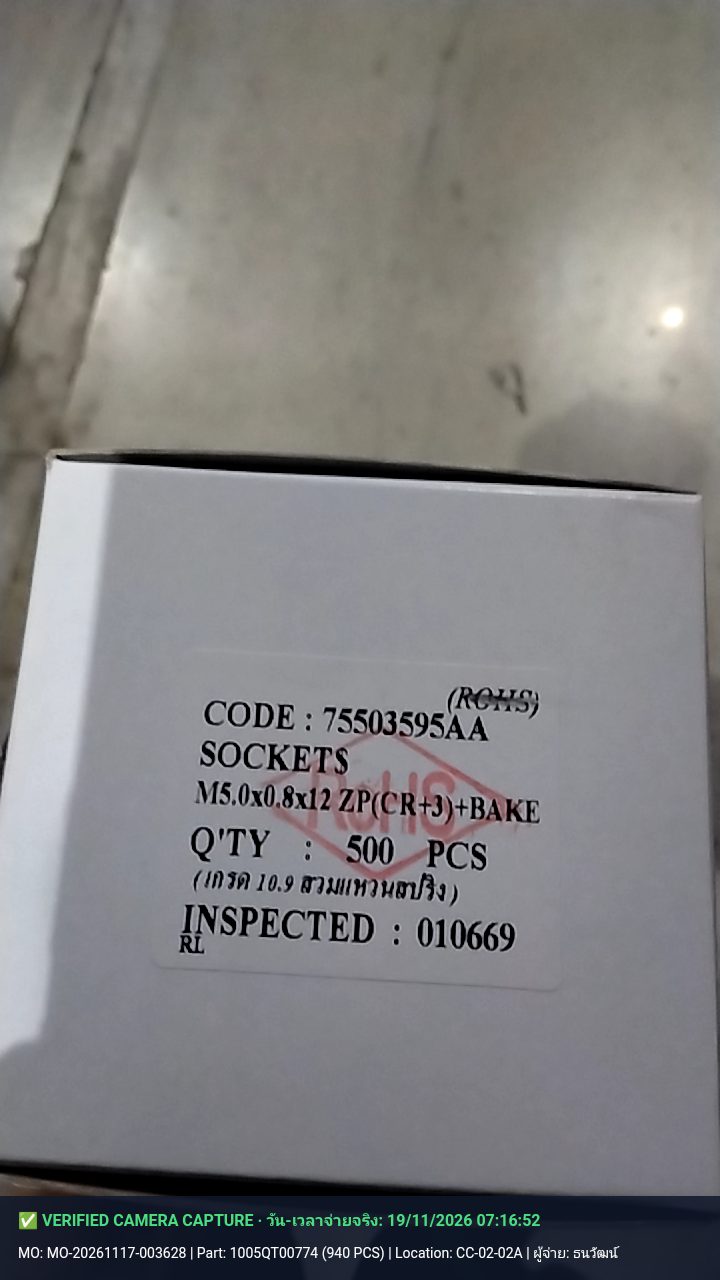 (ROHS)
CODE : 75503595AA
SOCKETS
M5.0x0.8x12 ZP(CR+3)+BAKE
Q'TY : 500 PCS
(เกรด 10.9 สวมแหวนสปริง)
INSPECTED : 010669
RL
RoHS
✅ VERIFIED CAMERA CAPTURE · วัน-เวลาจ่ายจริง: 19/11/2026 07:16:52
MO: MO-20261117-003628 | Part: 1005QT00774 (940 PCS) | Location: CC-02-02A | ผู้จ่าย: ธนวัฒน์